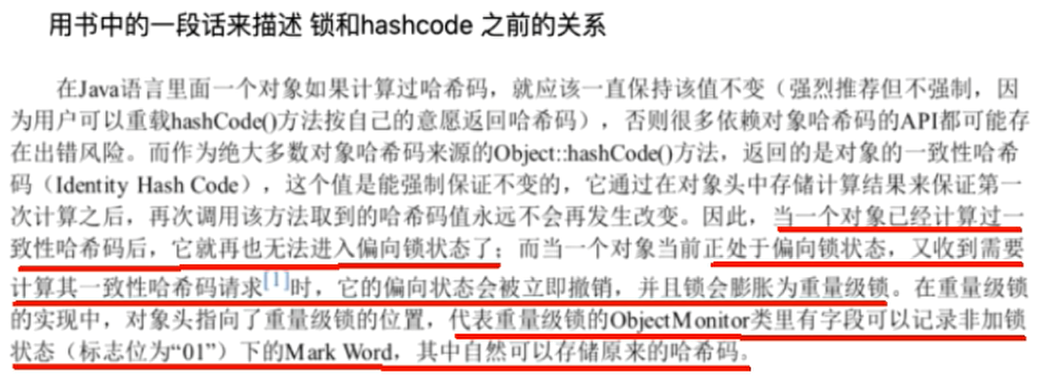 用书中的一段话来描述 锁和hashcode 之前的关系
在Java语言里面一个对象如果计算过哈希码，就应该一直保持该值不变（强烈推荐但不强制，因
为用户可以重载hashCode()方法按自己的意愿返回哈希码），否则很多依赖对象哈希码的API都可能存
在出错风险。而作为绝大多数对象哈希码来源的Object::hashCode()方法，返回的是对象的一致性哈希
码（Identity Hash Code），这个值是能强制保证不变的，它通过在对象头中存储计算结果来保证第一
次计算之后，再次调用该方法取到的哈希码值永远不会再发生改变。因此，当一个对象已经计算过一
致性哈希码后，它就再也无法进入偏向锁状态了；而当一个对象当前正处于偏向锁状态，又收到需要
计算其一致性哈希码请求[1]时，它的偏向状态会被立即撤销，并且锁会膨胀为重量级锁。在重量级锁
的实现中，对象头指向了重量级锁的位置，代表重量级锁的ObjectMonitor类里有字段可以记录非加锁
状态（标志位为“01”）下的Mark Word，其中自然可以存储原来的哈希码。